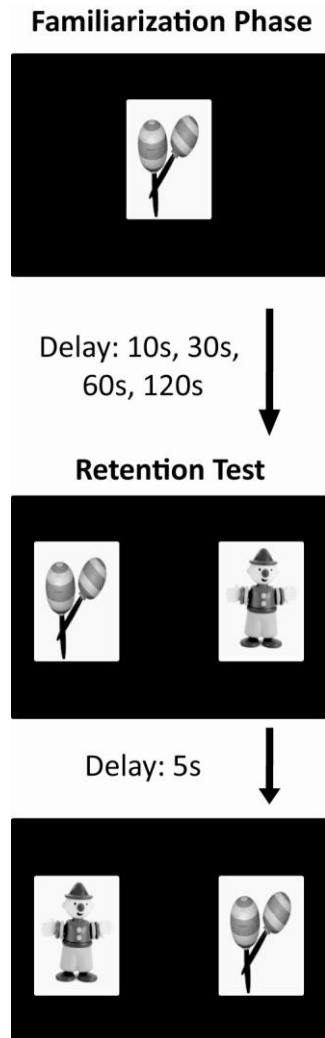 Familiarization Phase
Delay: 10s, 30s,
60s, 120s
Retention Test
Delay: 5s